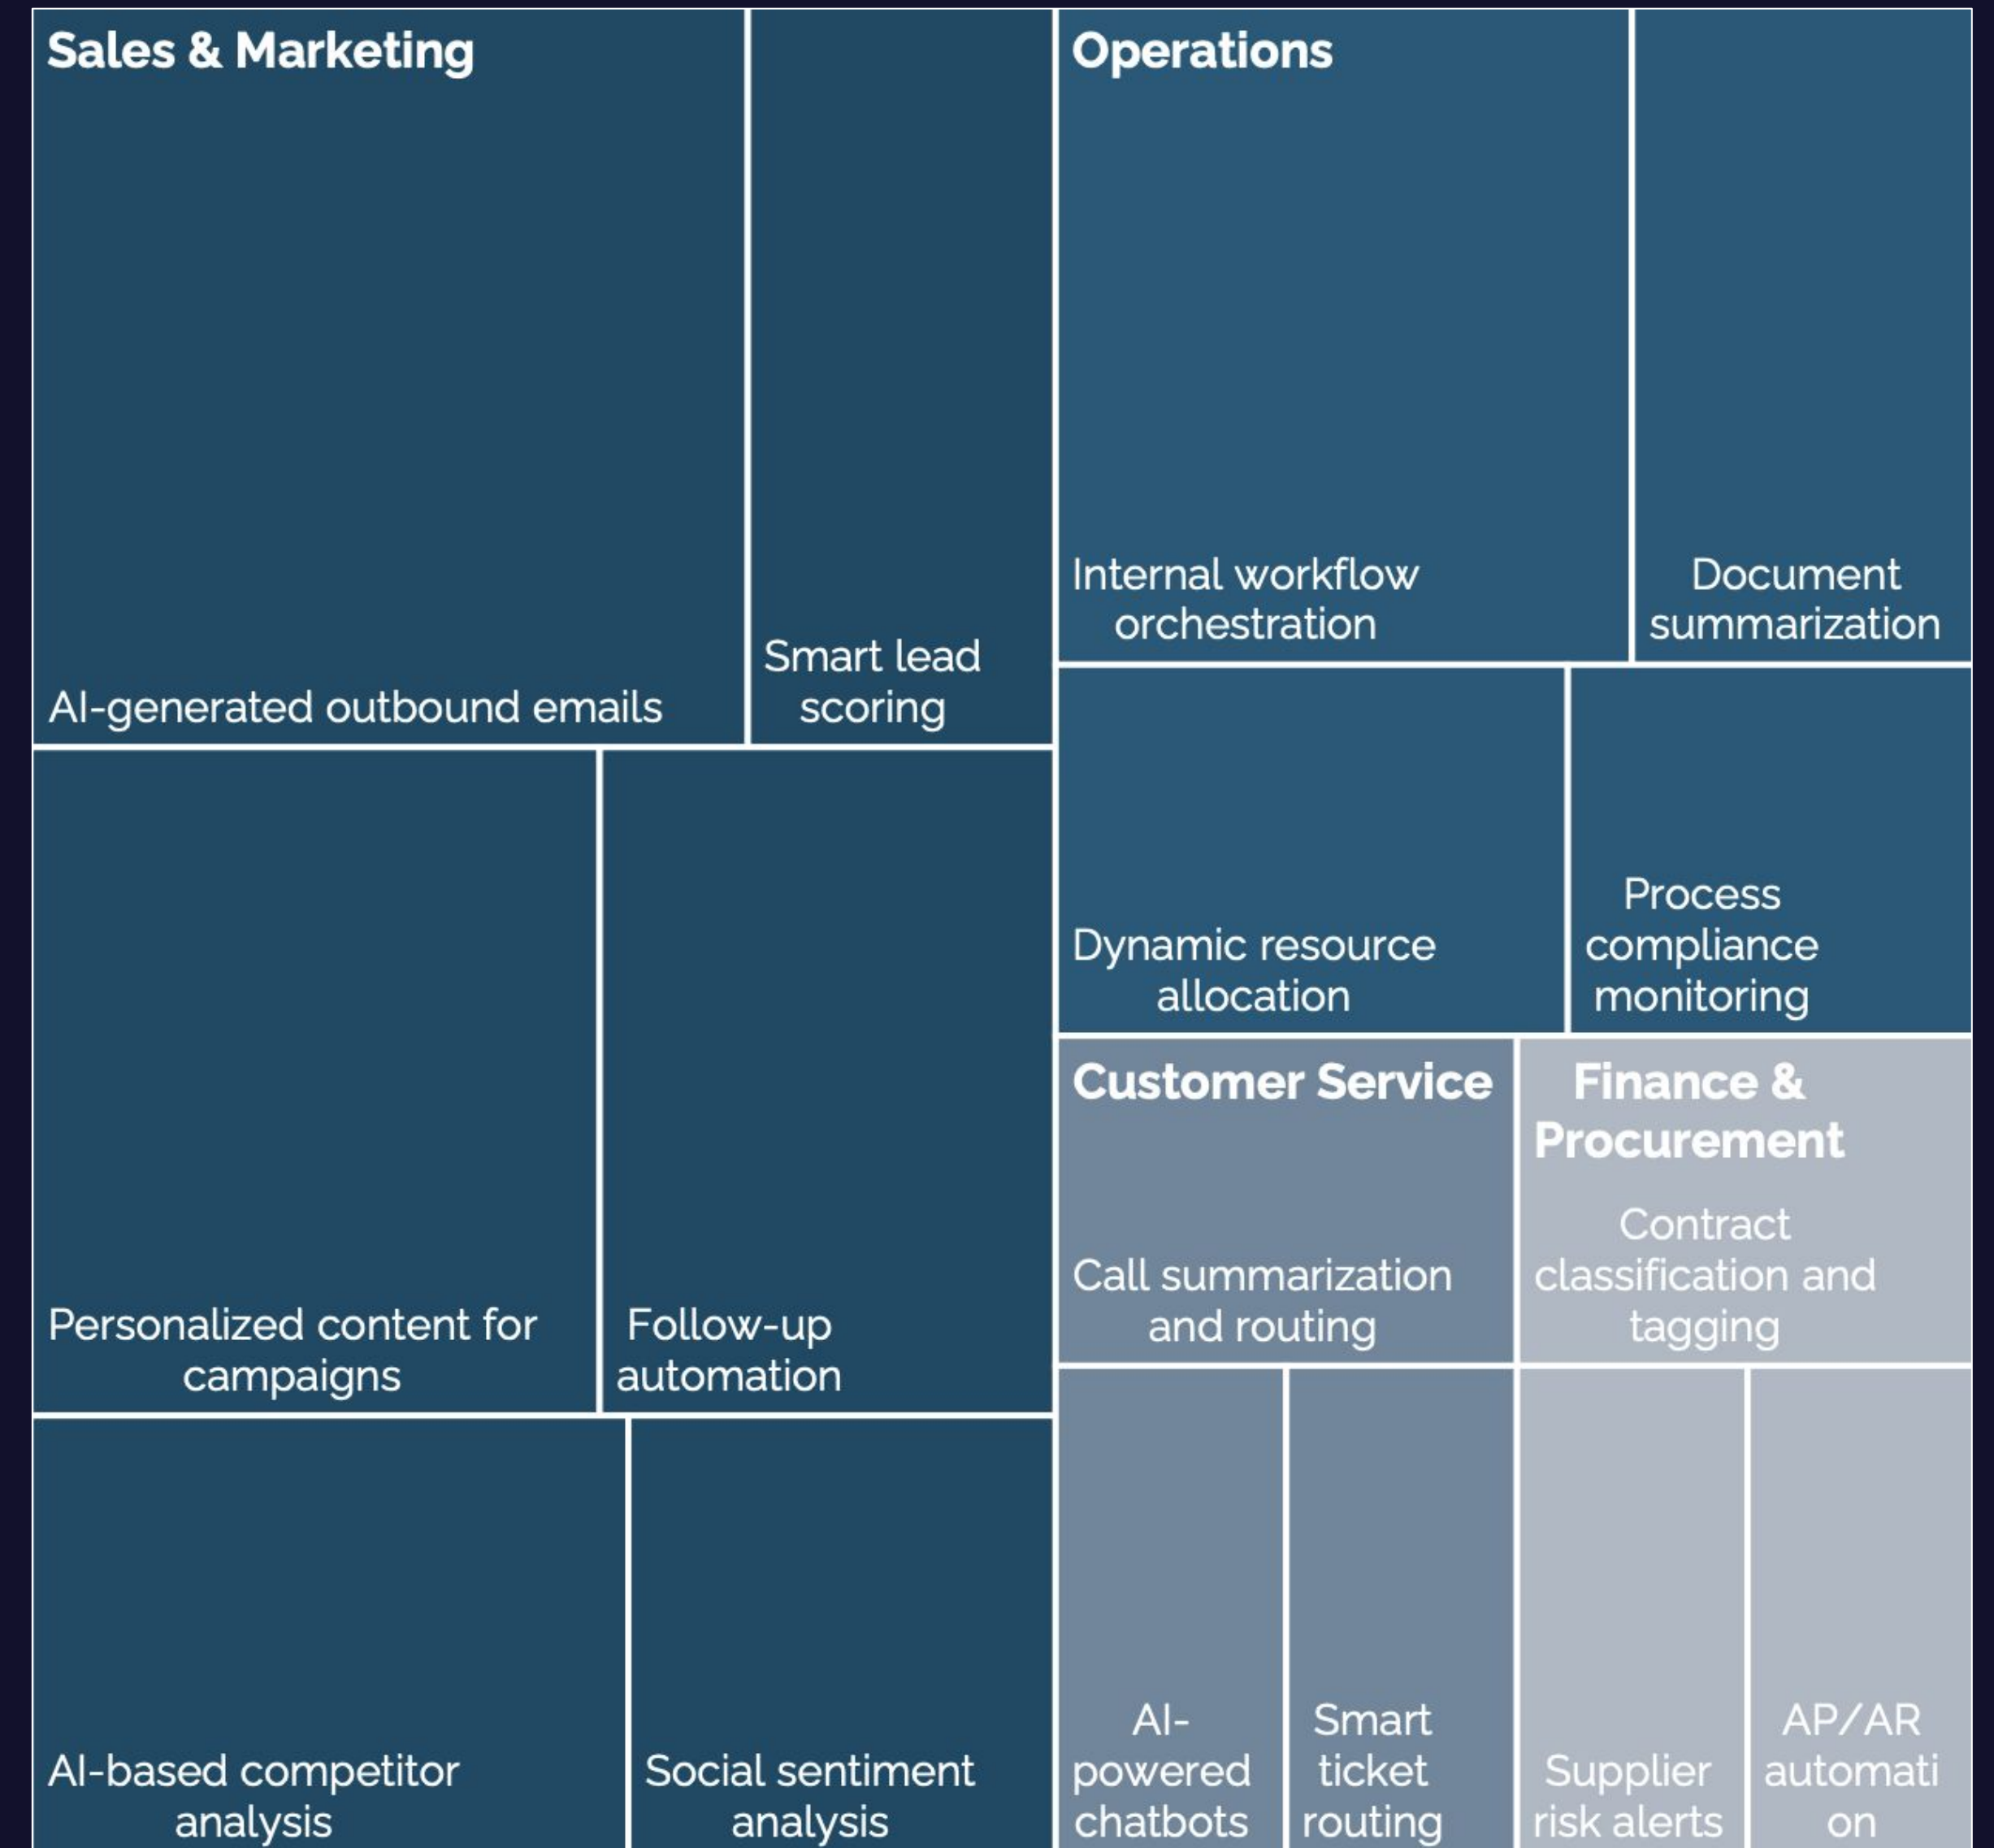 Sales & Marketing
AI-generated outbound emails
Smart lead
scoring
Personalized content for
campaigns
Follow-up
automation
AI-based competitor
analysis
Social sentiment
analysis
Operations
Internal workflow
orchestration
Document
summarization
Dynamic resource
allocation
Process
compliance
monitoring
Customer Service
Call summarization
and routing
AI-
powered
chatbots
Smart
ticket
routing
Finance &
Procurement
Contract
classification and
tagging
Supplier
risk alerts
AP/AR
automati
on